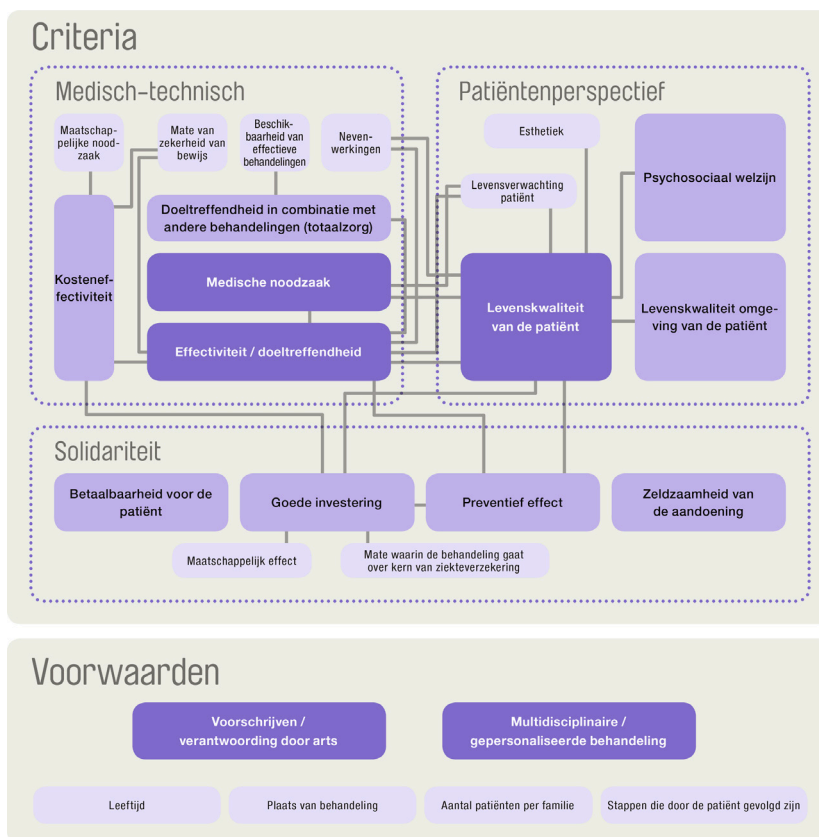 Criteria
Medisch-technisch
Maatschap-
pelijke nood-
zaak
Mate van
zekerheid van
bewijs
Beschik-
baarheid van
effectieve
behandelingen
Neven-
werkingen
Doeltreffendheid in combinatie met
andere behandelingen (totaalzorg)
Kostenef-
fectiviteit
Medische noodzaak
Effectiviteit / doeltreffendheid
Patiëntenperspectief
Esthetiek
Levensverwachting
patiënt
Psychosociaal welzijn
Levenskwaliteit
van de patiënt
Levenskwaliteit omge-
ving van de patiënt
Solidariteit
Betaalbaarheid voor de
patiënt
Goede investering
Preventief effect
Zeldzaamheid van
de aandoening
Maatschappelijk effect
Mate waarin de behandeling gaat
over kern van ziekteverzekering
Voorwaarden
Voorschrijven /
verantwoording door arts
Multidisciplinaire /
gepersonaliseerde behandeling
Leeftijd
Plaats van behandeling
Aantal patiënten per familie
Stappen die door de patiënt gevolgd zijn